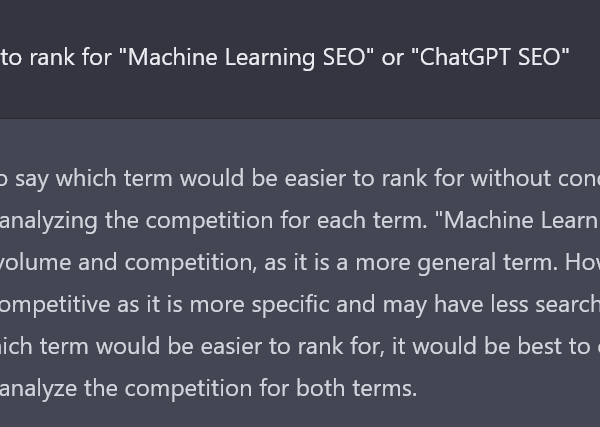 to rank for "Machine Learning SEO" or "ChatGPT SEO"
o say which term would be easier to rank for without con
analyzing the competition for each term. "Machine Learn
volume and competition, as it is a more general term. Ho
ompetitive as it is more specific and may have less search
ich term would be easier to rank for, it would be best to
analyze the competition for both terms.